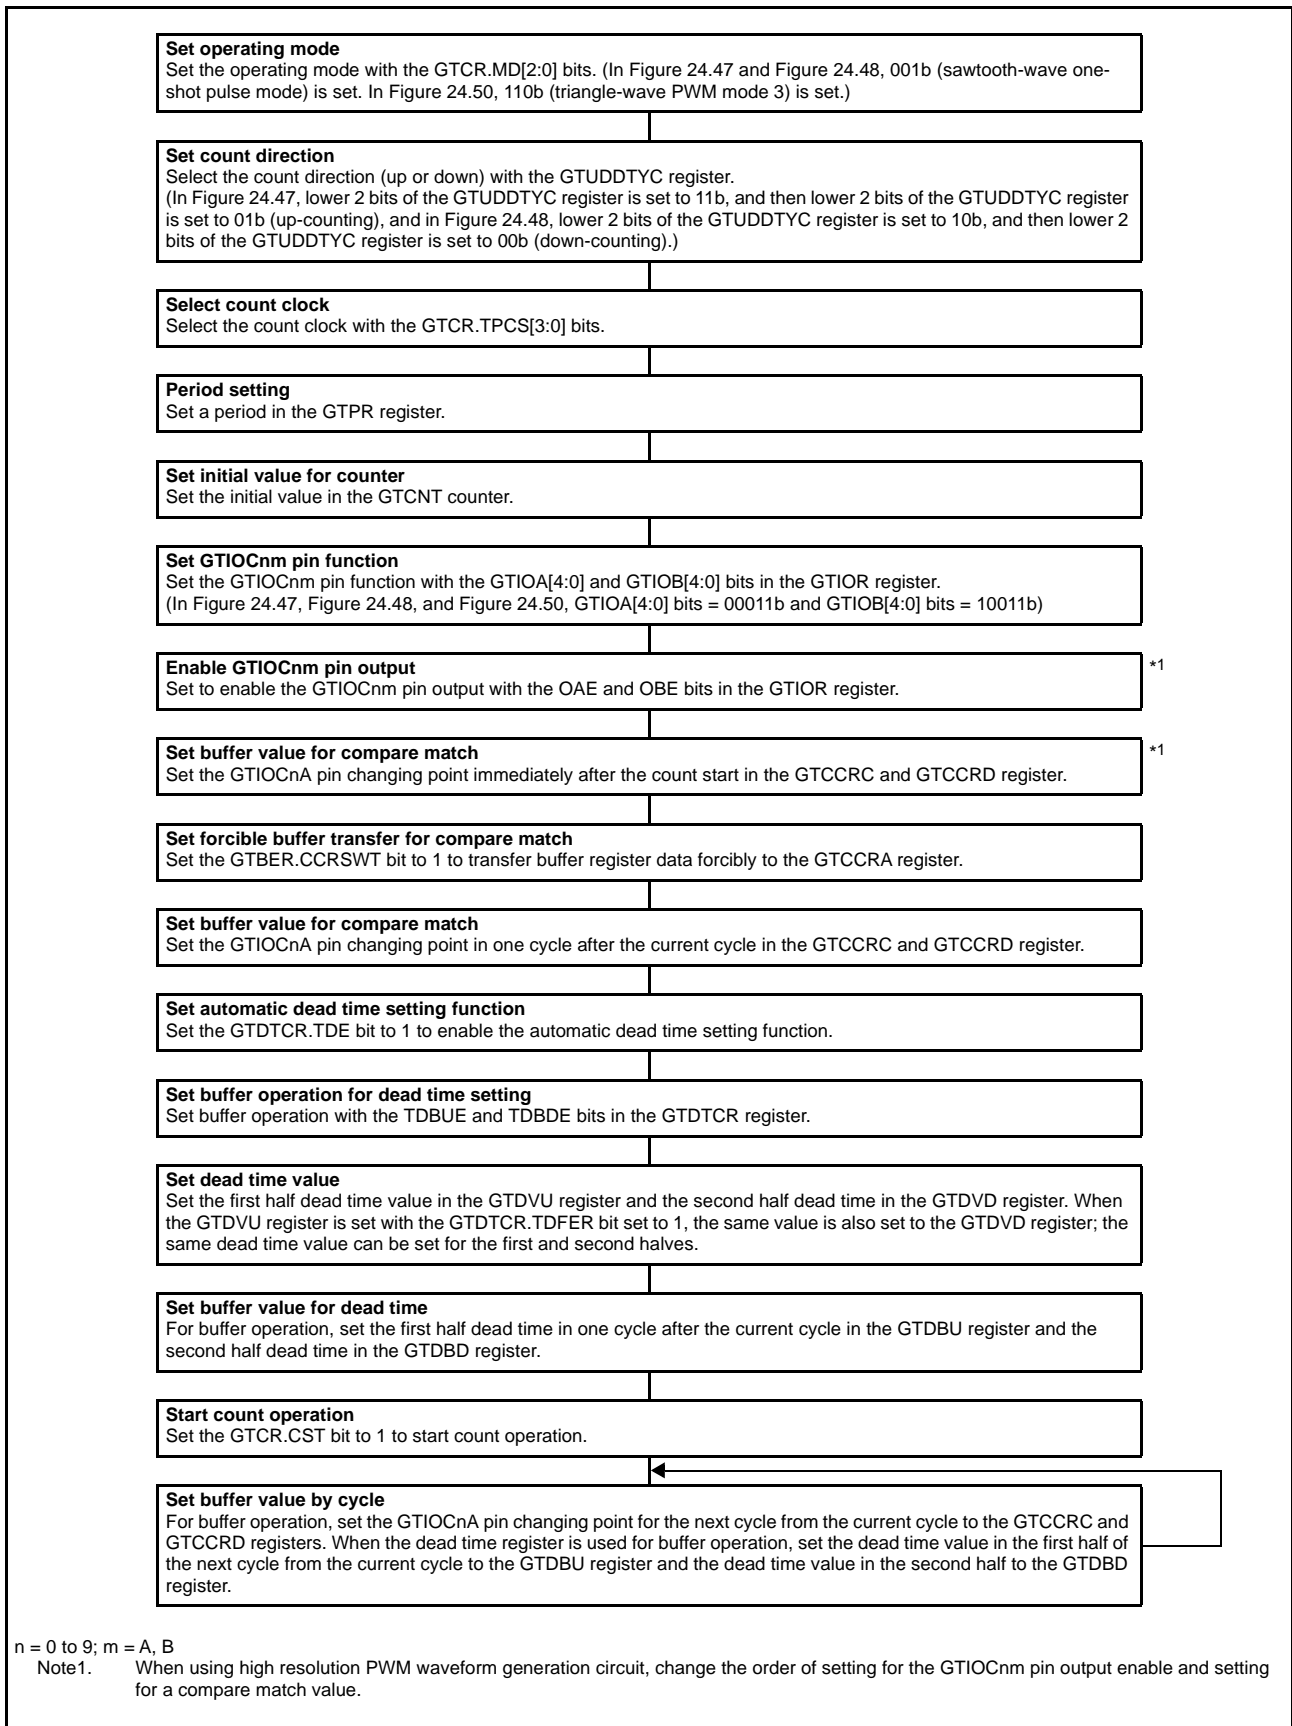 Set operating mode
Set the operating mode with the GTCR.MD[2:0] bits. (In Figure 24.47 and Figure 24.48, 001b (sawtooth-wave one-
shot pulse mode) is set. In Figure 24.50, 110b (triangle-wave PWM mode 3) is set.)
Set count direction
Select the count direction (up or down) with the GTUDDTYC register.
(In Figure 24.47, lower 2 bits of the GTUDDTYC register is set to 11b, and then lower 2 bits of the GTUDDTYC register
is set to 01b (up-counting), and in Figure 24.48, lower 2 bits of the GTUDDTYC register is set to 10b, and then lower 2
bits of the GTUDDTYC register is set to 00b (down-counting).)
Select count clock
Select the count clock with the GTCR.TPCS[3:0] bits.
Period setting
Set a period in the GTPR register.
Set initial value for counter
Set the initial value in the GTCNT counter.
Set GTIOCnm pin function
Set the GTIOCnm pin function with the GTIOA[4:0] and GTIOB[4:0] bits in the GTIOR register.
(In Figure 24.47, Figure 24.48, and Figure 24.50, GTIOA[4:0] bits = 00011b and GTIOB[4:0] bits = 10011b)
Enable GTIOCnm pin output *1
Set to enable the GTIOCnm pin output with the OAE and OBE bits in the GTIOR register.
Set buffer value for compare match *1
Set the GTIOCnA pin changing point immediately after the count start in the GTCCRC and GTCCRD register.
Set forcible buffer transfer for compare match
Set the GTBER.CCRSWT bit to 1 to transfer buffer register data forcibly to the GTCCRA register.
Set buffer value for compare match
Set the GTIOCnA pin changing point in one cycle after the current cycle in the GTCCRC and GTCCRD register.
Set automatic dead time setting function
Set the GTDTCR.TDE bit to 1 to enable the automatic dead time setting function.
Set buffer operation for dead time setting
Set buffer operation with the TDBUE and TDBDE bits in the GTDTCR register.
Set dead time value
Set the first half dead time value in the GTDVU register and the second half dead time in the GTDVD register. When
the GTDVU register is set with the GTDTCR.TDFER bit set to 1, the same value is also set to the GTDVD register; the
same dead time value can be set for the first and second halves.
Set buffer value for dead time
For buffer operation, set the first half dead time in one cycle after the current cycle in the GTDBU register and the
second half dead time in the GTDBD register.
Start count operation
Set the GTCR.CST bit to 1 to start count operation.
Set buffer value by cycle
For buffer operation, set the GTIOCnA pin changing point for the next cycle from the current cycle to the GTCCRC and
GTCCRD registers. When the dead time register is used for buffer operation, set the dead time value in the first half of
the next cycle from the current cycle to the GTDBU register and the dead time value in the second half to the GTDBD
register.
n = 0 to 9; m = A, B
Note1. When using high resolution PWM waveform generation circuit, change the order of setting for the GTIOCnm pin output enable and setting
for a compare match value.